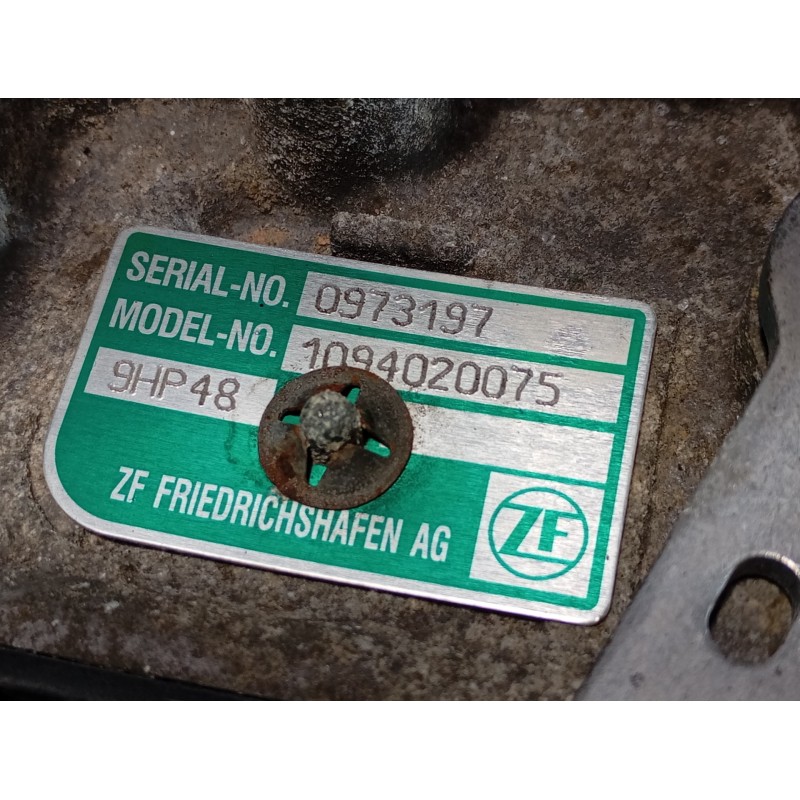 SERIAL-NO. 0973197
MODEL-NO. 1094020075
9HP48
ZF FRIEDRICHSHAFEN AG
ZF